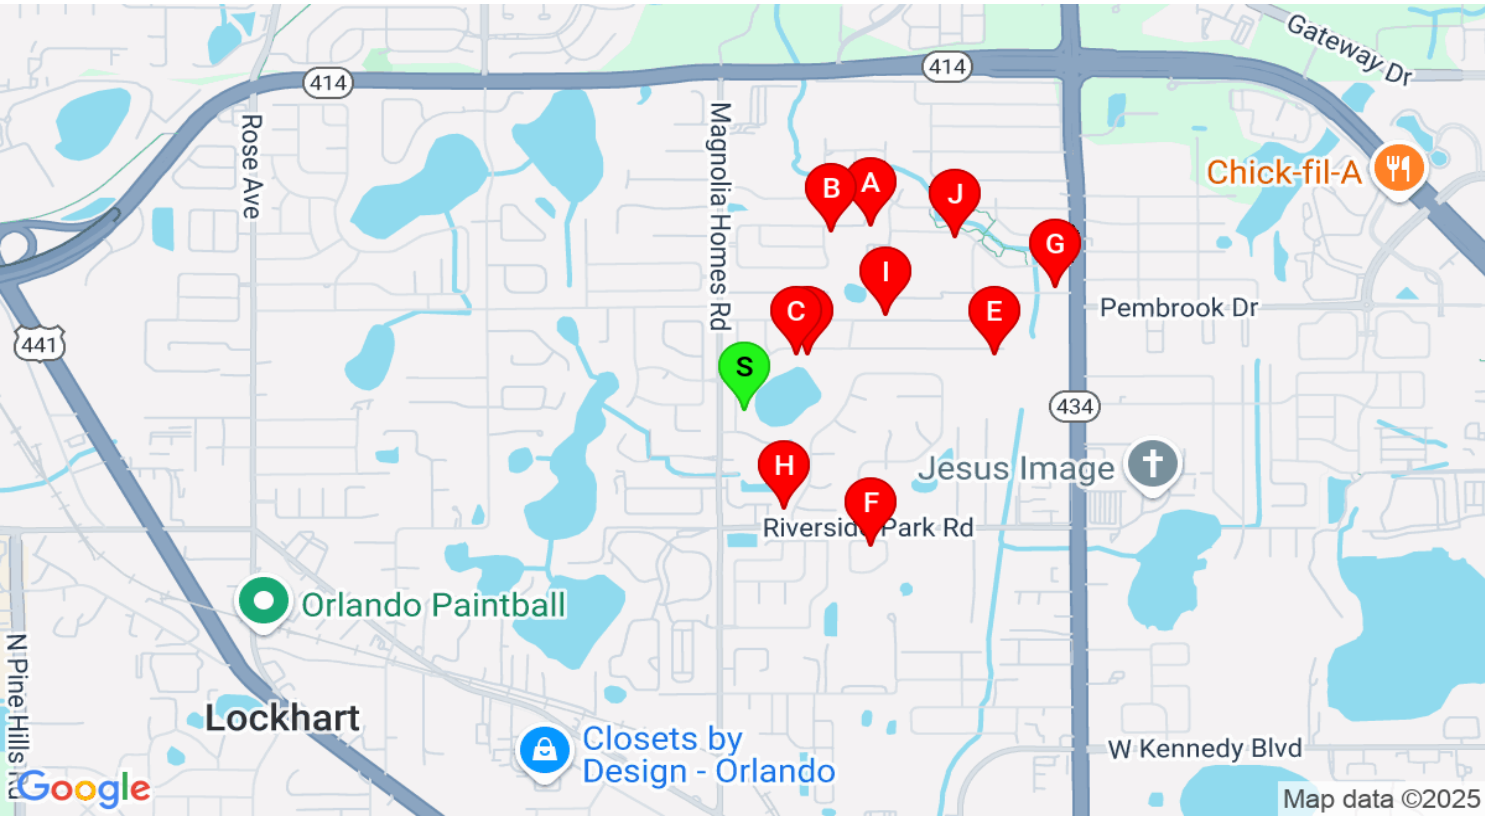 Gateway Dr
414
414
Rose Ave
Magnolia Homes Rd
Chick-fil-A
B
A
J
G
I
C
E
Pembrook Dr
441
S
434
H
Jesus Image
F
Riverside Park Rd
Orlando Paintball
N Pine Hills Rd
Lockhart
Closets by
Design - Orlando
W Kennedy Blvd
Google
Map data ©2025